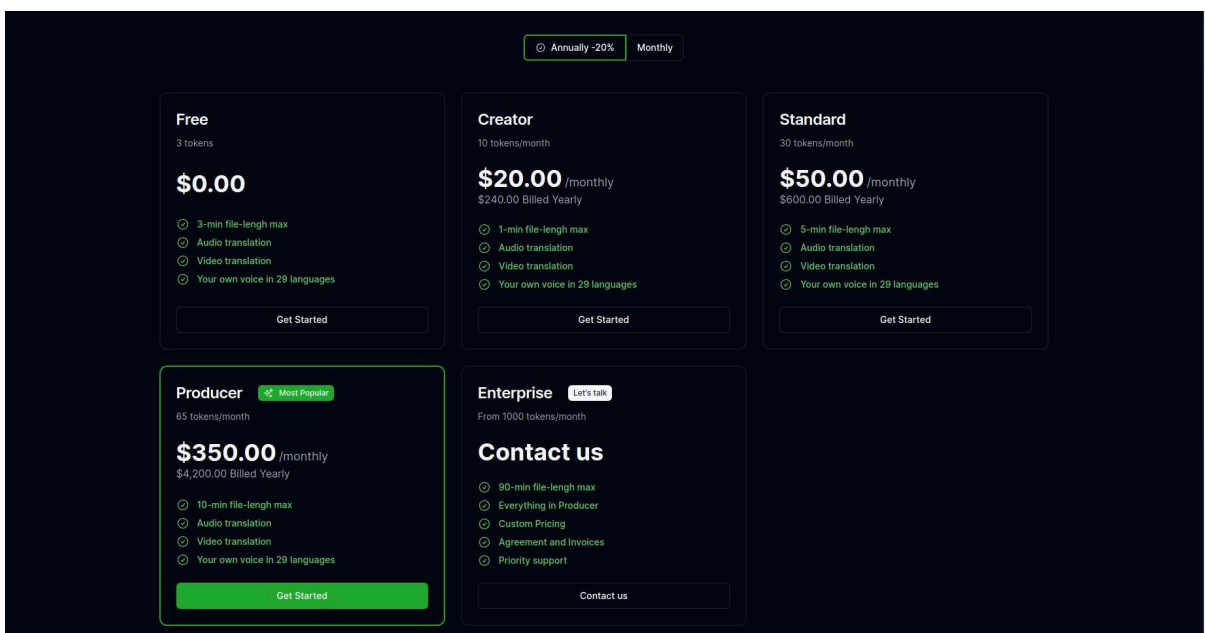 Annually -20%
Monthly
Free
3 tokens
$0.00
3-min file-lengh max
Audio translation
Video translation
Your own voice in 29 languages
Get Started
Creator
10 tokens/month
$20.00 /monthly
$240.00 Billed Yearly
1-min file-lengh max
Audio translation
Video translation
Your own voice in 29 languages
Get Started
Standard
30 tokens/month
$50.00 /monthly
$600.00 Billed Yearly
5-min file-lengh max
Audio translation
Video translation
Your own voice in 29 languages
Get Started
Producer
Most Popular
65 tokens/month
$350.00 /monthly
$4,200.00 Billed Yearly
10-min file-lengh max
Audio translation
Video translation
Your own voice in 29 languages
Get Started
Enterprise
Let's talk
From 1000 tokens/month
Contact us
90-min file-lengh max
Everything in Producer
Custom Pricing
Agreement and Invoices
Priority support
Contact us